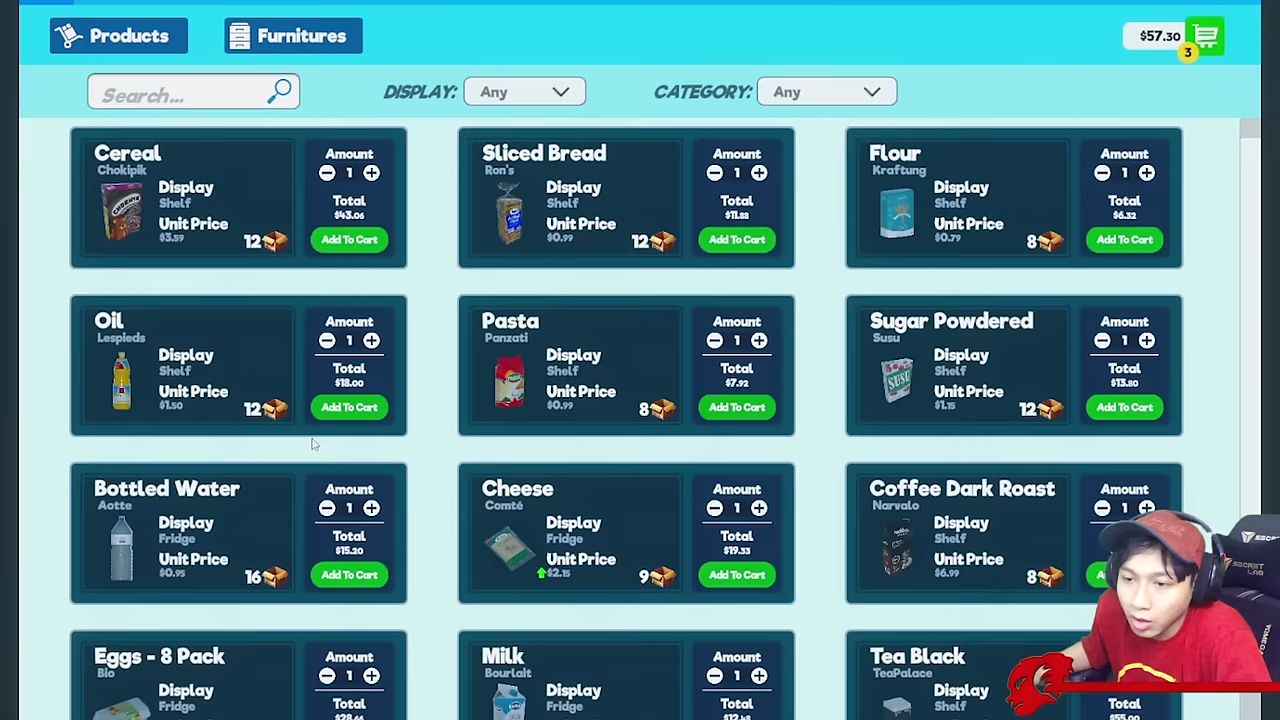 Products
Furnitures
$57.30
3
Search...
DISPLAY:
Any
CATEGORY:
Any
Cereal
Chokipik
Display
Shelf
Unit Price
$3.59
12
Amount
1
Total
$43.06
Add To Cart
Sliced Bread
Ron's
Display
Shelf
Unit Price
$0.99
12
Amount
1
Total
$11.88
Add To Cart
Flour
Kraftung
Display
Shelf
Unit Price
$0.79
8
Amount
1
Total
$6.32
Add To Cart
Oil
Lespieds
Display
Shelf
Unit Price
$1.50
12
Amount
1
Total
$18.00
Add To Cart
Pasta
Panzati
Display
Shelf
Unit Price
$0.99
8
Amount
1
Total
$7.92
Add To Cart
Sugar Powdered
Susu
SUSU
Display
Shelf
Unit Price
$1.15
12
Amount
1
Total
$13.80
Add To Cart
Bottled Water
Aotte
Display
Fridge
Unit Price
$0.95
16
Amount
1
Total
$15.20
Add To Cart
Cheese
Comté
Display
Fridge
Unit Price
$2.15
9
Amount
1
Total
$19.33
Add To Cart
Coffee Dark Roast
Narvalo
Display
Shelf
Unit Price
$6.99
8
Amount
1
Eggs - 8 Pack
Bio
Display
Fridge
Amount
1
Total
Milk
Bourlait
Display
Fridge
Amount
1
Total
Tea Black
TeaPalace
Display
Shelf
$55.00
SECRET
LAB